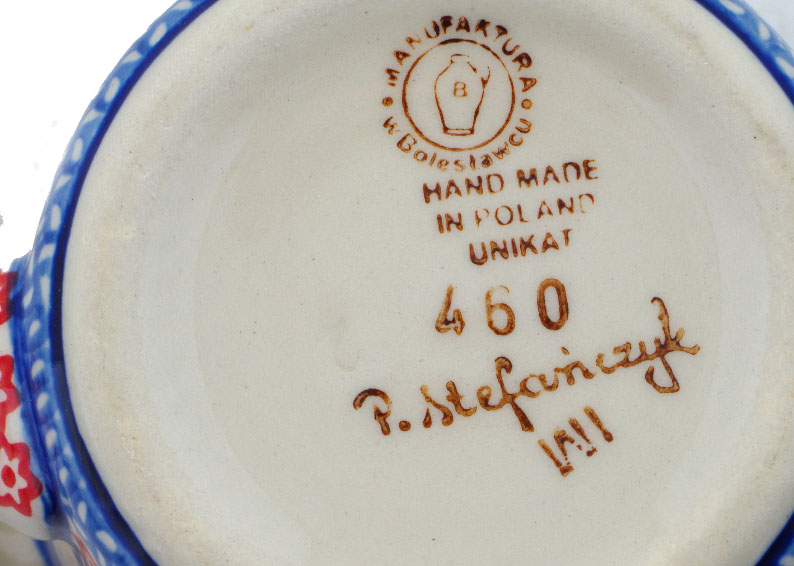 MANUFAKTURA
B
w Bolesławcu
HAND MADE
IN POLAND
UNIKAT
460
P. Stefańczyk